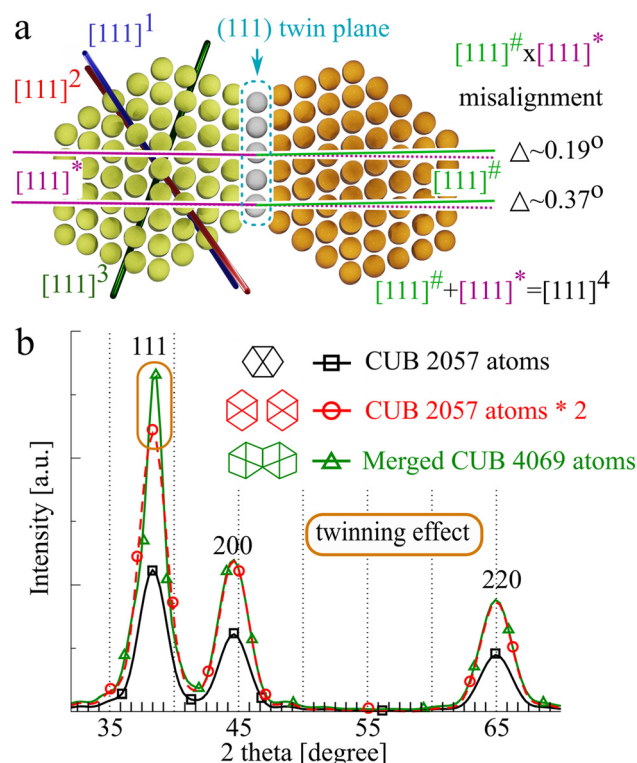 a
[111]¹
(111) twin plane
[111]#x[111]*
[111]²
misalignment
△~0.19º
[111]*
[111]#
△~0.37º
[111]³
[111]#+[111]*=[111]⁴
b
111
CUB 2057 atoms
CUB 2057 atoms * 2
Merged CUB 4069 atoms
Intensity [a.u.]
200
twinning effect
220
35
45
55
65
2 theta [degree]